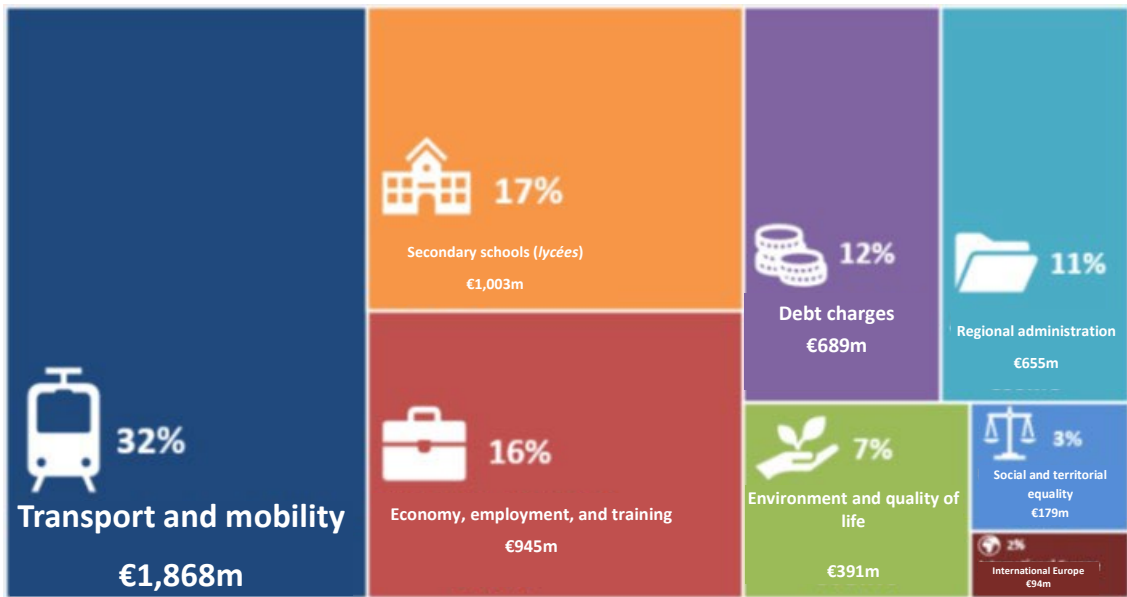 32%
Transport and mobility
€1,868m
17%
Secondary schools (lycées)
€1,003m
16%
Economy, employment, and training
€945m
12%
Debt charges
€689m
11%
Regional administration
€655m
7%
Environment and quality of
life
€391m
3%
Social and territorial
equality
€179m
2%
International Europe
€94m